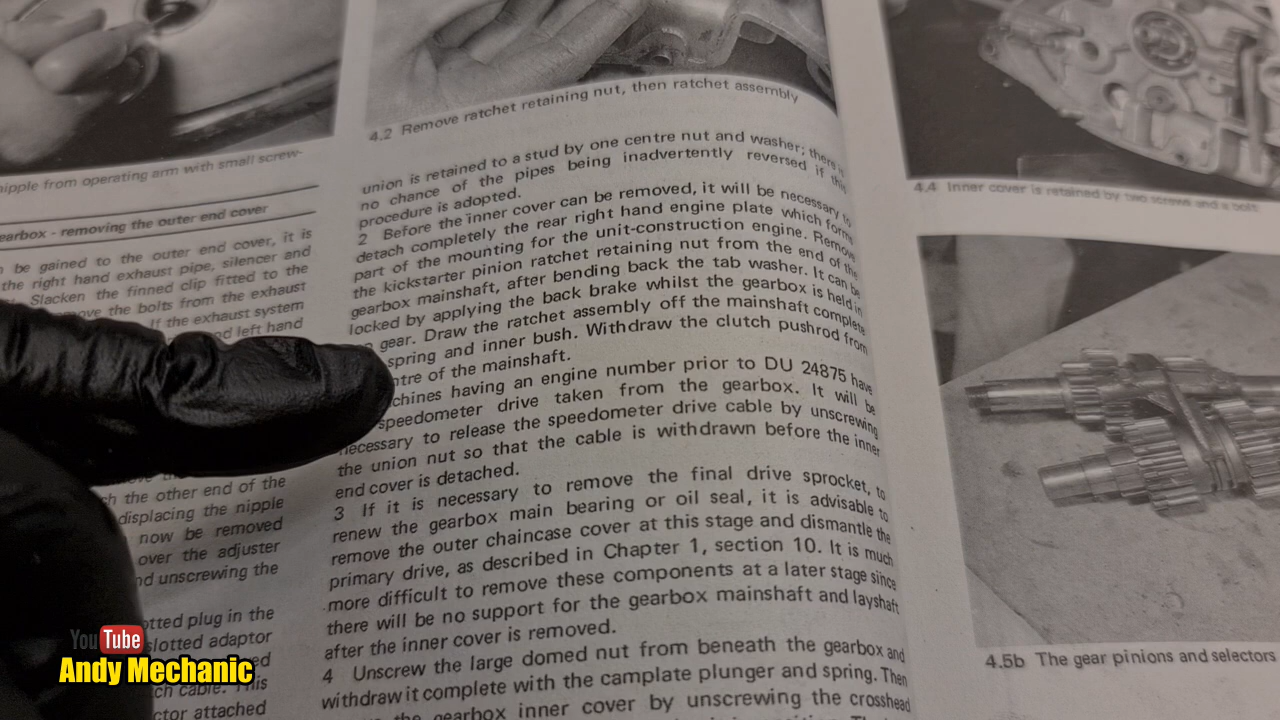 nipple from operating arm with small screw-
earbox - removing the outer end cover
be gained to the outer end cover, it is
the right hand exhaust pipe, silencer and
Slacken the finned clip fitted to the
the bolts from the exhaust
If the exhaust system
left hand
the other end of the
displacing the nipple
now be removed
over the adjuster
unscrewing the
plug in the
slotted adaptor
cable. This
attached
4.2 Remove ratchet retaining nut, then ratchet assembly
union is retained to a stud by one centre nut and washer; there is
no chance of the pipes being inadvertently reversed if this
procedure is adopted.
2 Before the inner cover can be removed, it will be necessary to
detach completely the rear right hand engine plate which forms
part of the mounting for the unit-construction engine. Remove
the kickstarter pinion ratchet retaining nut from the end of the
gearbox mainshaft, after bending back the tab washer. It can be
locked by applying the back brake whilst the gearbox is held in
gear. Draw the ratchet assembly off the mainshaft complete
spring and inner bush. Withdraw the clutch pushrod from
ntre of the mainshaft.
chines having an engine number prior to DU 24875 have
speedometer drive taken from the gearbox. It will be
necessary to release the speedometer drive cable by unscrewing
the union nut so that the cable is withdrawn before the inner
end cover is detached.
3 If it is necessary to remove the final drive sprocket, to
renew the gearbox main bearing or oil seal, it is advisable to
remove the outer chaincase cover at this stage and dismantle the
primary drive, as described in Chapter 1, section 10. It is much
more difficult to remove these components at a later stage since
there will be no support for the gearbox mainshaft and layshaft
after the inner cover is removed.
4 Unscrew the large domed nut from beneath the gearbox and
withdraw it complete with the camplate plunger and spring. Then
the gearbox inner cover by unscrewing the crosshead
4.4 Inner cover is retained by two screws and a bolt
4.5b The gear pinions and selectors
YouTube
Andy Mechanic